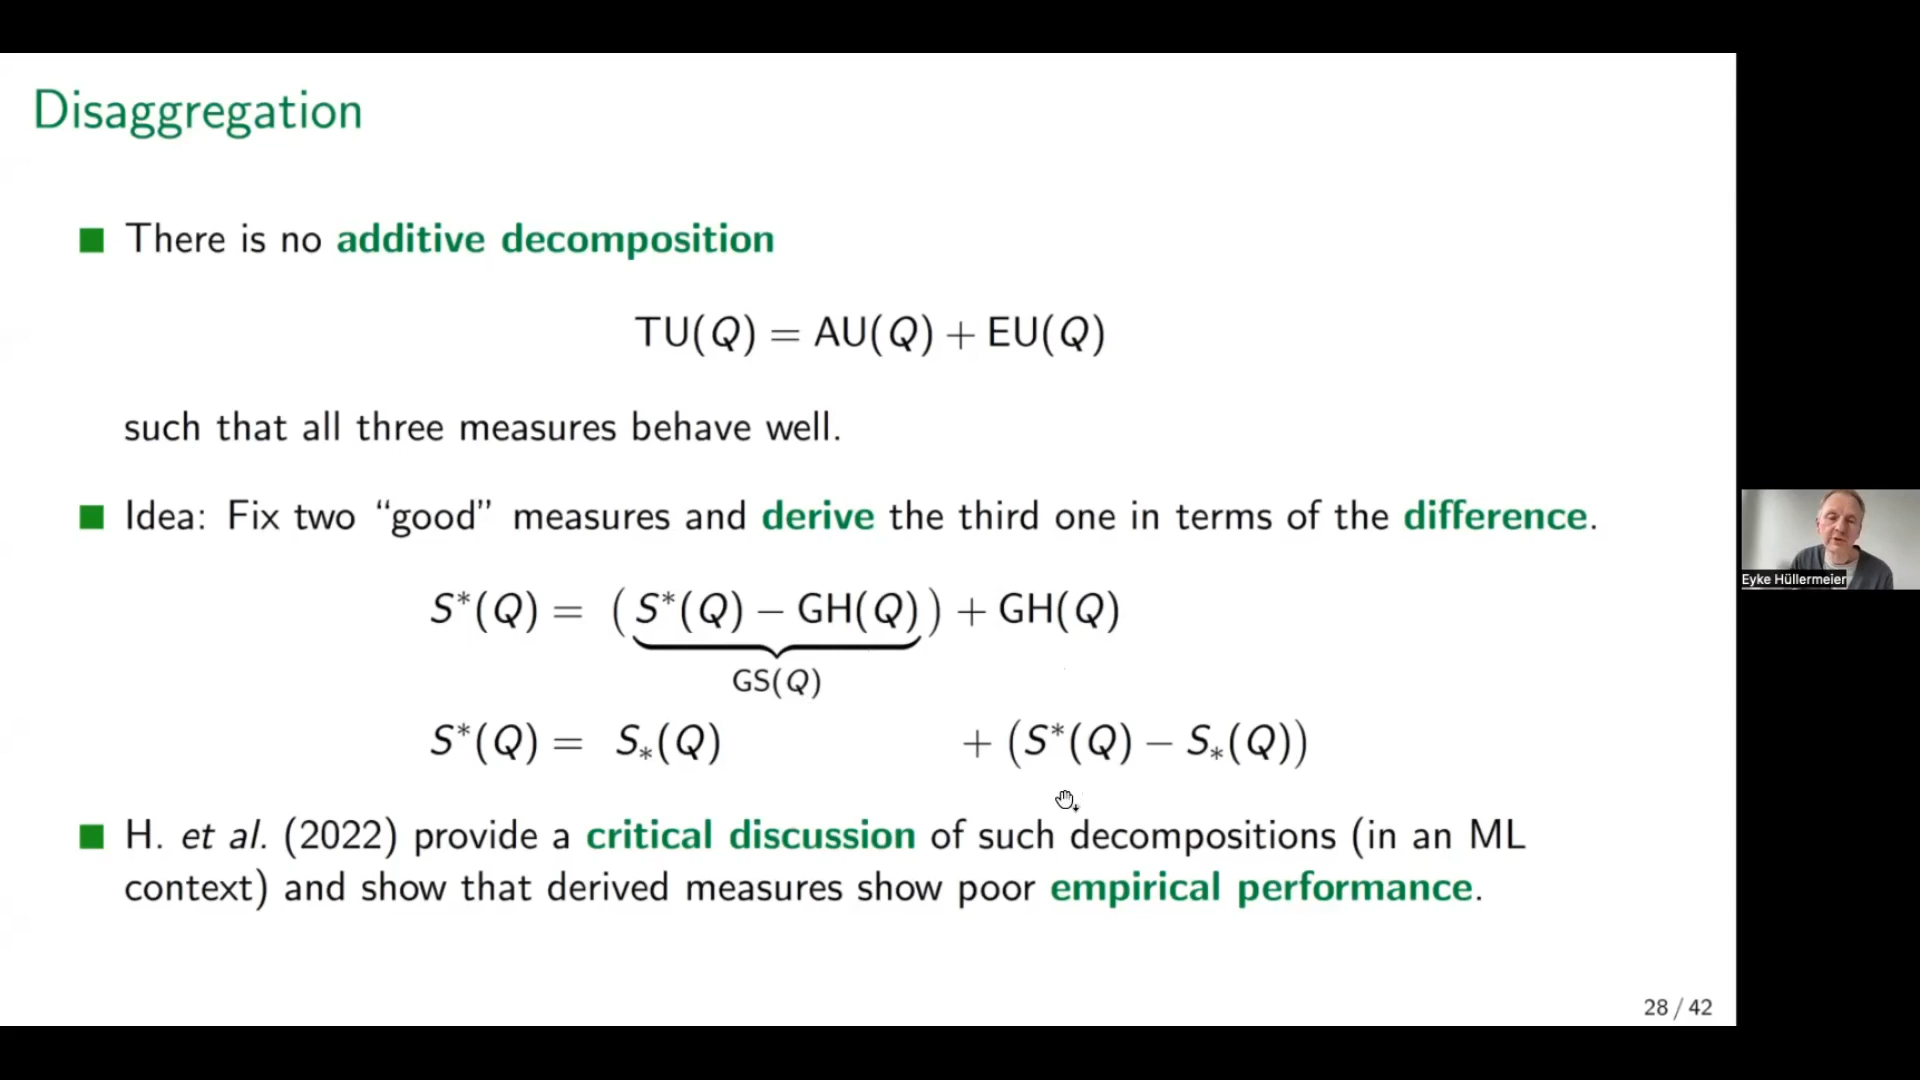 Disaggregation
There is no additive decomposition
TU(Q) = AU(Q) + EU(Q)
such that all three measures behave well.
Idea: Fix two “good” measures and derive the third one in terms of the difference.
S*(Q) = (S*(Q) − GH(Q)) + GH(Q)
GS(Q)
S*(Q) = S∗(Q) + (S*(Q) − S∗(Q))
H. et al. (2022) provide a critical discussion of such decompositions (in an ML
context) and show that derived measures show poor empirical performance.
28 / 42
Eyke Hüllermeier